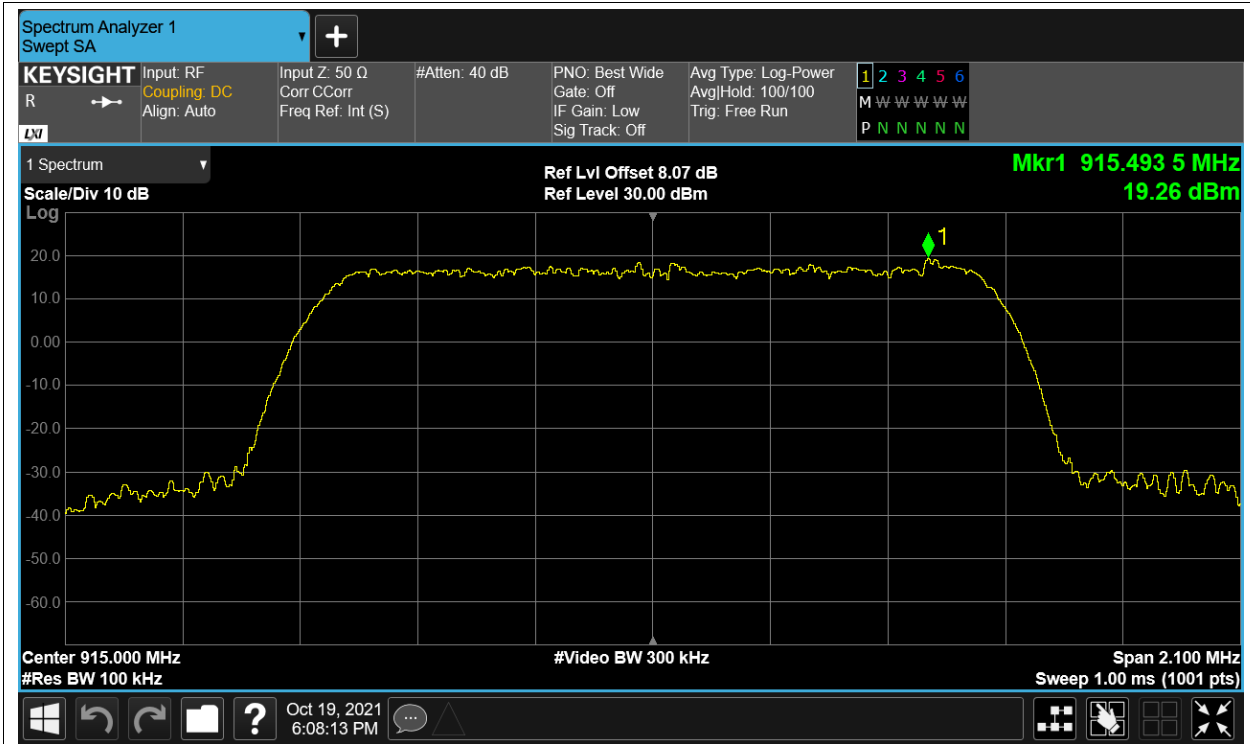 Spectrum Analyzer 1
Swept SA
KEYSIGHT
R
LXI
Input: RF
Coupling: DC
Align: Auto
Input Z: 50 Ω
Corr CCorr
Freq Ref: Int (S)
#Atten: 40 dB
PNO: Best Wide
Gate: Off
IF Gain: Low
Sig Track: Off
Avg Type: Log-Power
Avg|Hold: 100/100
Trig: Free Run
1 2 3 4 5 6
M W W W W W
P N N N N N
1 Spectrum
Scale/Div 10 dB
Log
Ref Lvl Offset 8.07 dB
Ref Level 30.00 dBm
Mkr1 915.493 5 MHz
19.26 dBm
1
20.0
10.0
0.00
-10.0
-20.0
-30.0
-40.0
-50.0
-60.0
Center 915.000 MHz
#Res BW 100 kHz
#Video BW 300 kHz
Span 2.100 MHz
Sweep 1.00 ms (1001 pts)
?
Oct 19, 2021
6:08:13 PM